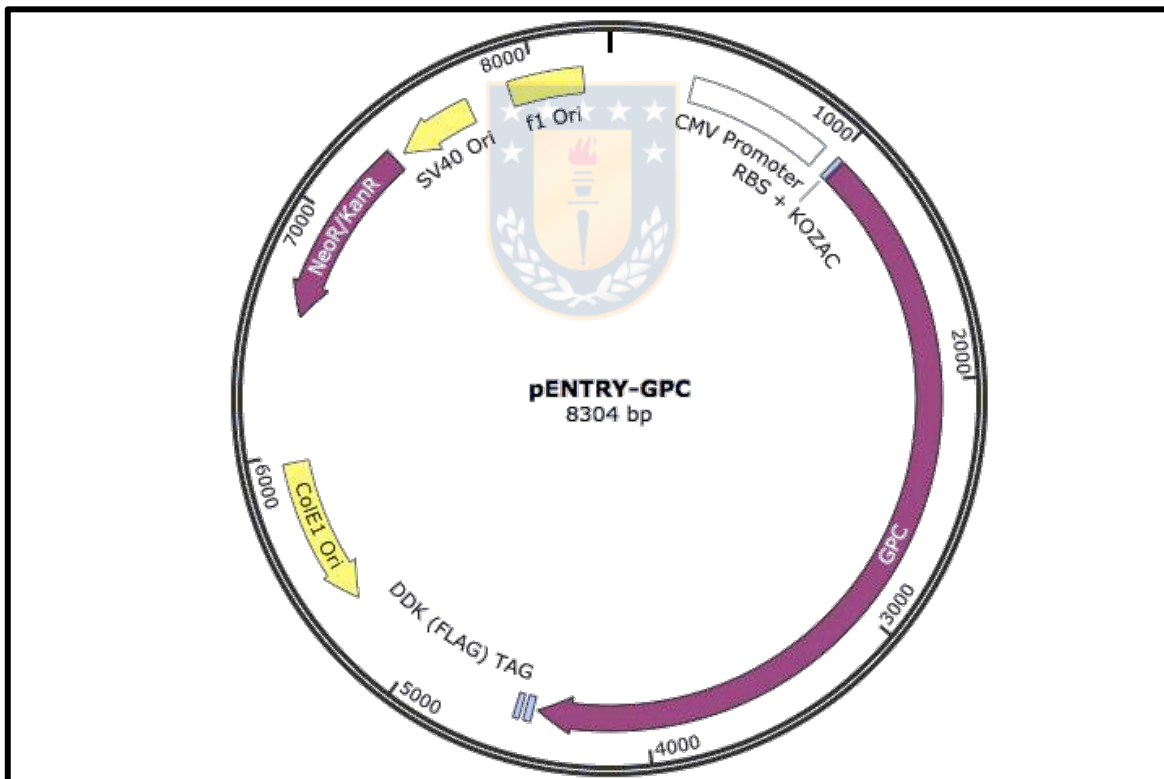 8000
f1 Ori
SV40 Ori
CMV Promoter
1000
RBS + KOZAC
NeoR/KanR
7000
2000
pENTRY-GPC
8304 bp
6000
ColE1 Ori
GPC
3000
DDK (FLAG) TAG
5000
4000